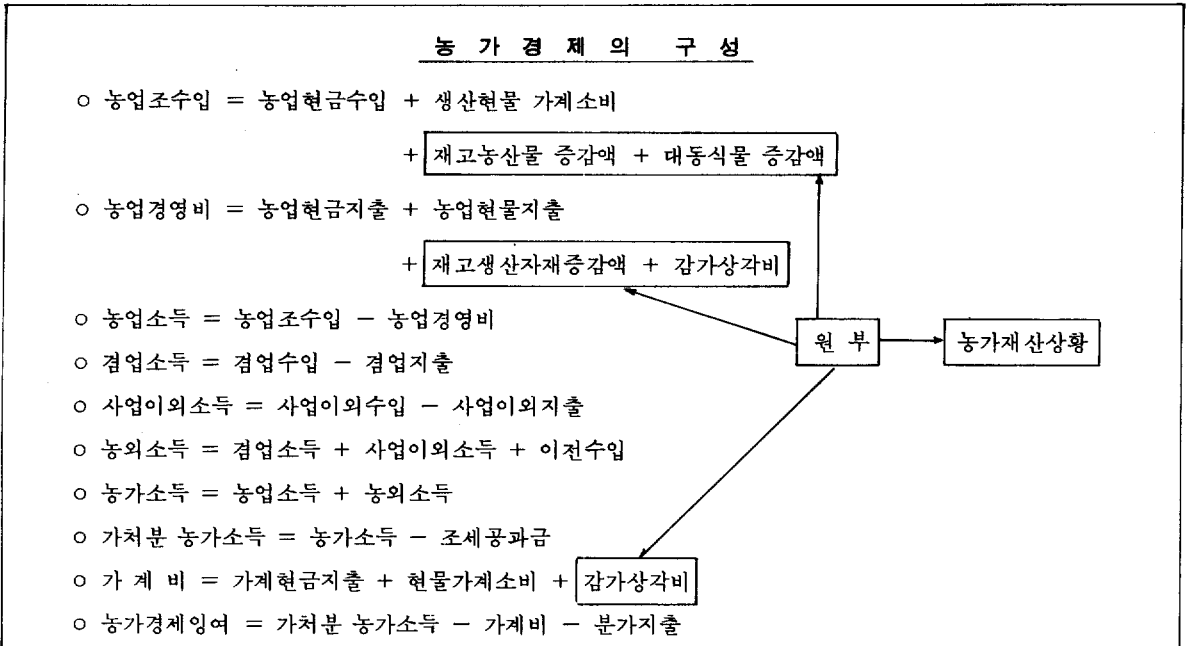 농 가 경 제 의 구 성
○ 농업조수입 = 농업현금수입 + 생산현물 가계소비
+ 재고농산물 증감액 + 대동식물 증감액
○ 농업경영비 = 농업현금지출 + 농업현물지출
+ 재고생산자재증감액 + 감가상각비
○ 농업소득 = 농업조수입 - 농업경영비
원 부
농가재산상황
○ 겸업소득 = 겸업수입 - 겸업지출
○ 사업이외소득 = 사업이외수입 - 사업이외지출
○ 농외소득 = 겸업소득 + 사업이외소득 + 이전수입
○ 농가소득 = 농업소득 + 농외소득
○ 가처분 농가소득 = 농가소득 - 조세공과금
○ 가 계 비 = 가계현금지출 + 현물가계소비 + 감가상각비
○ 농가경제잉여 = 가처분 농가소득 - 가계비 - 분가지출